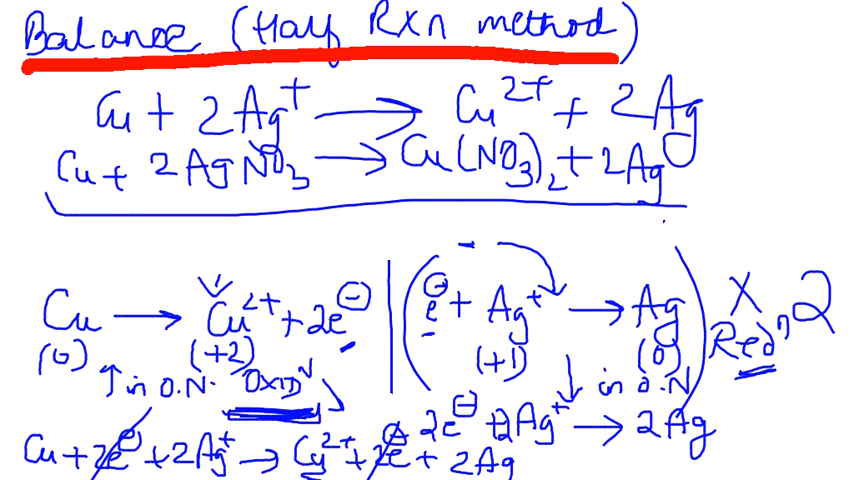 Balance (Half Rxn method)
Cu + 2Ag⁺ → Cu²⁺ + 2Ag
Cu + 2AgNO₃ → Cu(NO₃)₂ + 2Ag
Cu → Cu²⁺ + 2e⊖ | (e⊖ + Ag⁺ → Ag) X 2
(0) (+2) (+1) (0) Redⁿ
↑ in O.N. OXIDⁿ ↓ in O.N
2e⊖ + 2Ag⁺ → 2Ag
Cu + 2e⊖ + 2Ag⁺ → Cu²⁺ + 2e⊖ + 2Ag